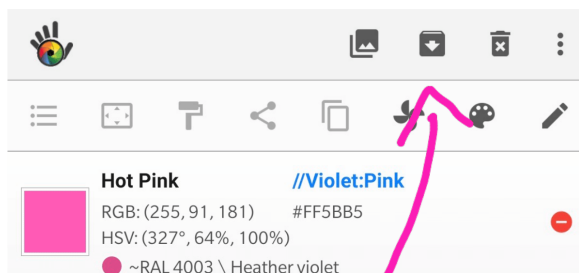 Hot Pink //Violet:Pink
RGB: (255, 91, 181) #FF5BB5
HSV: (327°, 64%, 100%)
~RAL 4003 \ Heather violet